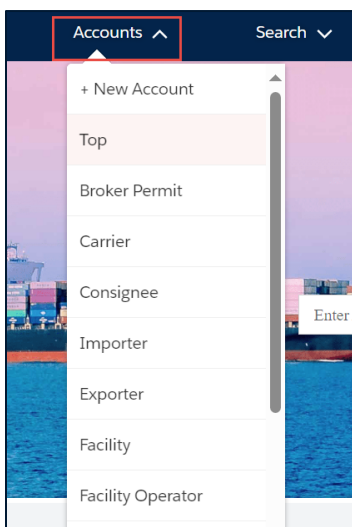 Accounts Search
+ New Account
Top
Broker Permit
Carrier
Consignee
Enter
Importer
Exporter
Facility
Facility Operator